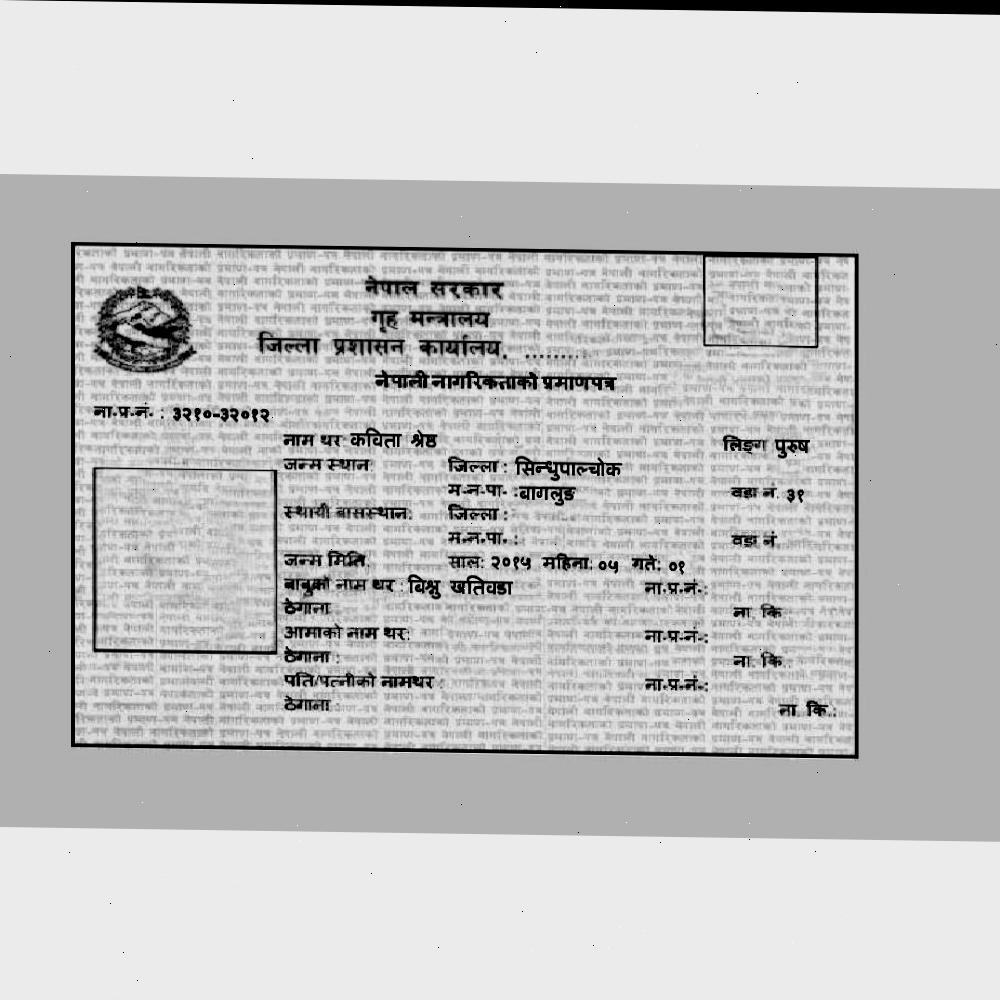 नेपाल सरकार
गृह मन्त्रालय
जिल्ला प्रशासन कार्यालय, ..........
नेपाली नागरिकताको प्रमाणपत्र
ना.प्र.नं. : ३२१०-३२०१२
नाम थर: कविता श्रेष्ठ लिङ्ग पुरुष
जन्म स्थान: जिल्ला : सिन्धुपाल्चोक
म.न.पा. : बागलुङ वडा नं. ३१
स्थायी बासस्थान: जिल्ला :
म.न.पा. : वडा नं.
जन्म मिति: साल: २०१५ महिना: ०५ गते: ०१
बाबुको नाम थर : बिश्नु खतिवडा ना.प्र.नं.:
ठेगाना : ना. कि.:
आमाको नाम थर: ना.प्र.नं.:
ठेगाना : ना. कि.:
पति/पत्नीको नामथर : ना.प्र.नं.:
ठेगाना : ना. कि.: